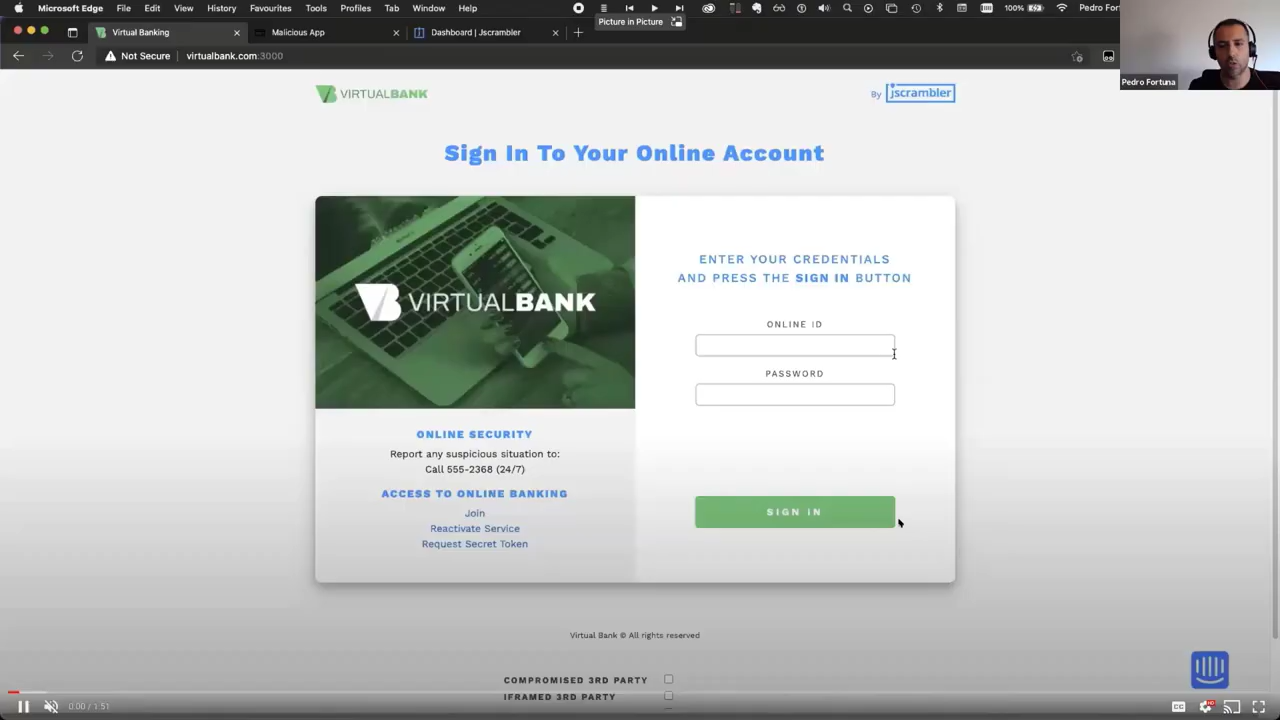 Microsoft Edge File Edit View History Favourites Tools Profiles Tab Window Help 100% Pedro For
Picture in Picture
Virtual Banking Malicious App Dashboard | Jscrambler
Not Secure virtualbank.com:3000
Pedro Fortuna
VIRTUALBANK
By jscrambler
Sign In To Your Online Account
VIRTUALBANK
ONLINE SECURITY
Report any suspicious situation to:
Call 555-2368 (24/7)
ACCESS TO ONLINE BANKING
Join
Reactivate Service
Request Secret Token
ENTER YOUR CREDENTIALS
AND PRESS THE SIGN IN BUTTON
ONLINE ID
PASSWORD
SIGN IN
Virtual Bank © All rights reserved
COMPROMISED 3RD PARTY
IFRAMED 3RD PARTY
0:00 / 1:51
CC HD